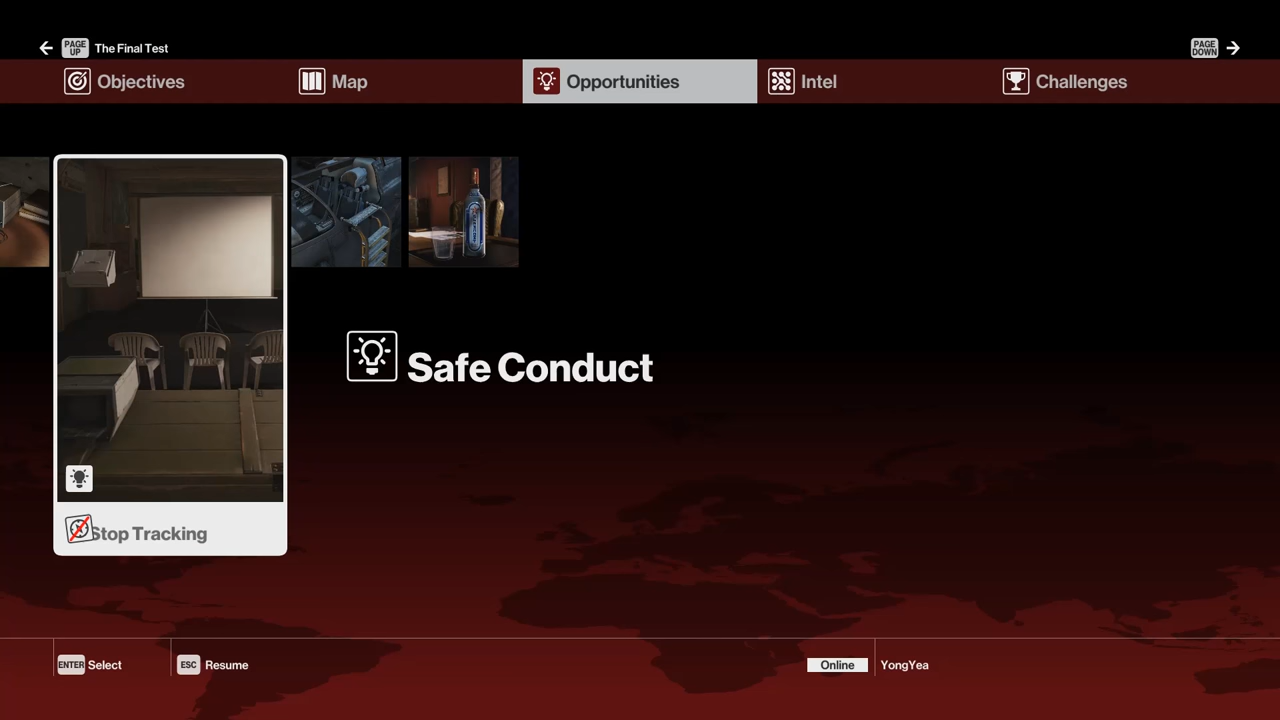 PAGE UP The Final Test
PAGE DOWN
Objectives
Map
Opportunities
Intel
Challenges
Safe Conduct
Stop Tracking
ENTER Select
ESC Resume
Online
YongYea